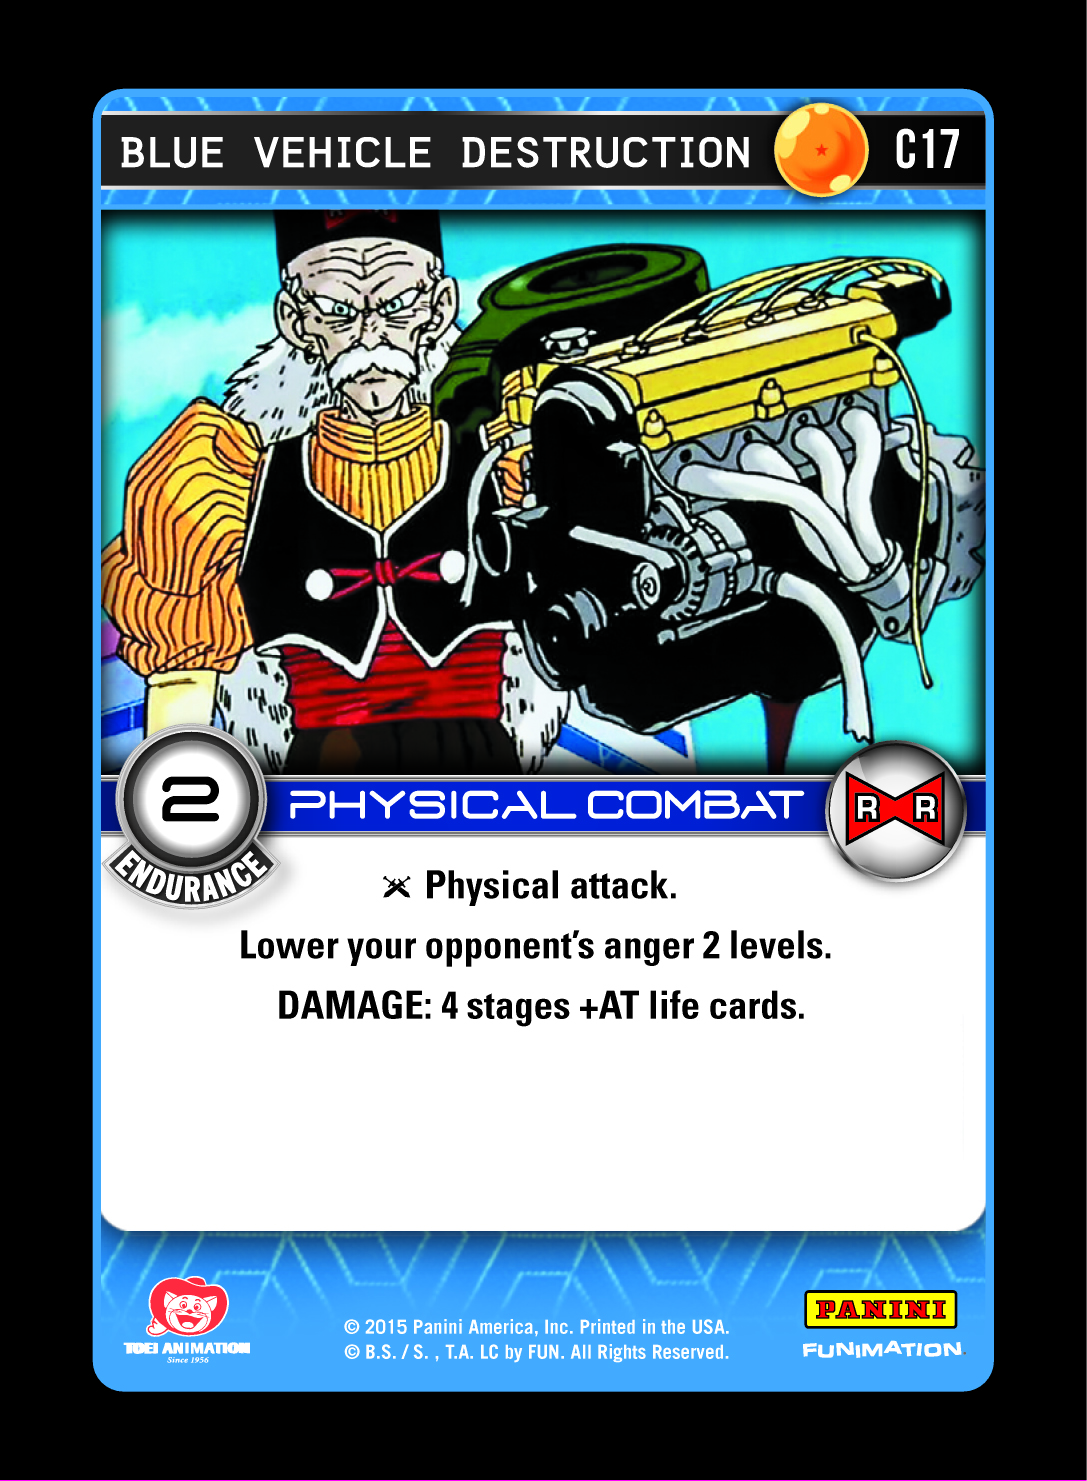 BLUE VEHICLE DESTRUCTION C17
2 PHYSICAL COMBAT R R
ENDURANCE
Physical attack.
Lower your opponent’s anger 2 levels.
DAMAGE: 4 stages +AT life cards.
TOEI ANIMATION
Since 1956
© 2015 Panini America, Inc. Printed in the USA.
© B.S. / S. , T.A. LC by FUN. All Rights Reserved.
PANINI
FUNIMATION